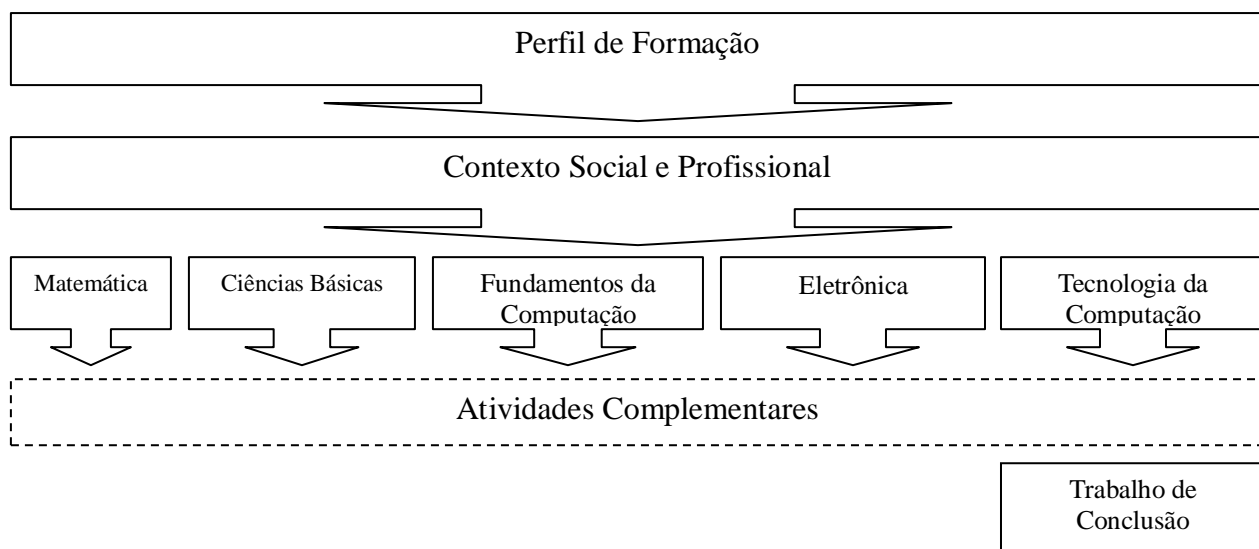 Perfil de Formação
Contexto Social e Profissional
Matemática
Ciências Básicas
Fundamentos da
Computação
Eletrônica
Tecnologia da
Computação
Atividades Complementares
Trabalho de
Conclusão